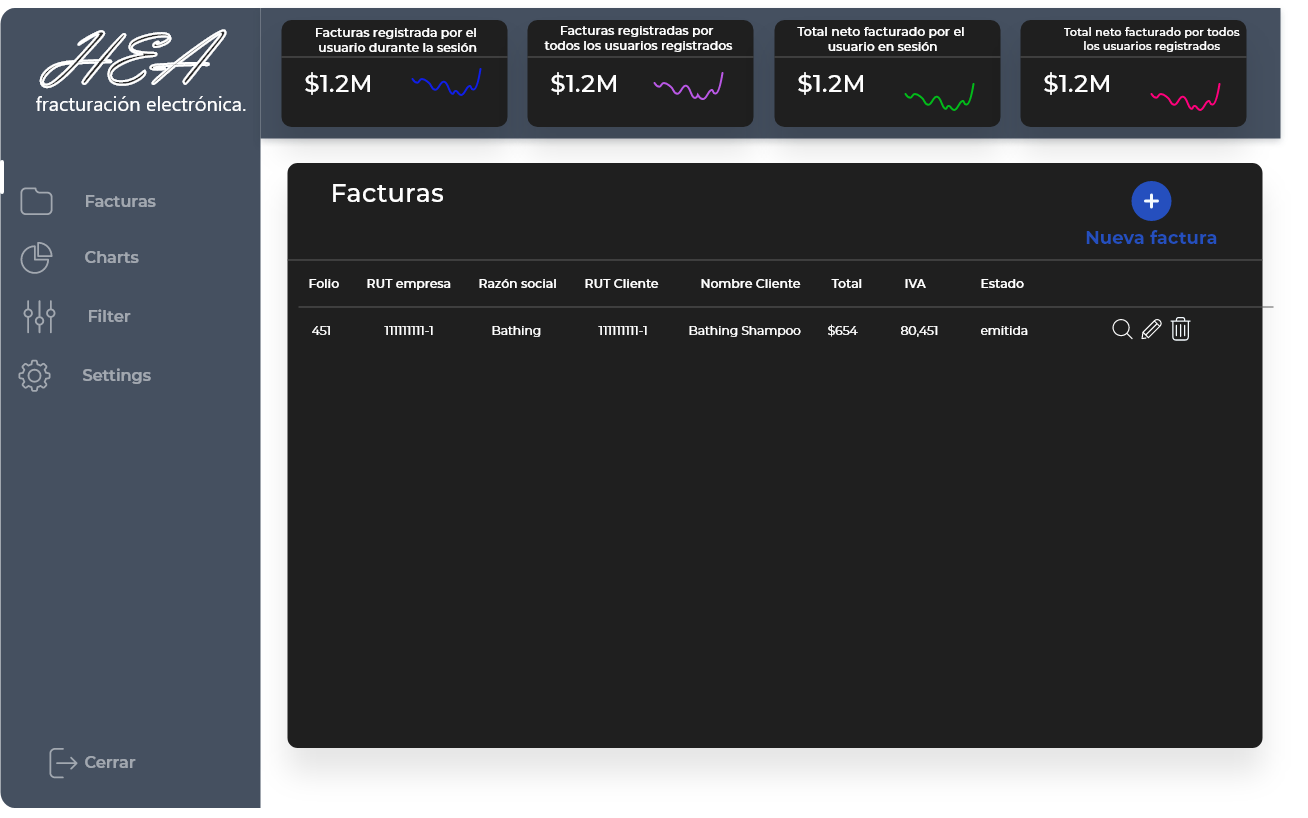 HEA
fracturación electrónica.
Facturas
Charts
Filter
Settings
Cerrar
Facturas registrada por el
usuario durante la sesión
$1.2M
Facturas registradas por
todos los usuarios registrados
$1.2M
Total neto facturado por el
usuario en sesión
$1.2M
Total neto facturado por todos
los usuarios registrados
$1.2M
Facturas
Nueva factura
Folio RUT empresa Razón social RUT Cliente Nombre Cliente Total IVA Estado
451 111111111-1 Bathing 111111111-1 Bathing Shampoo $654 80,451 emitida